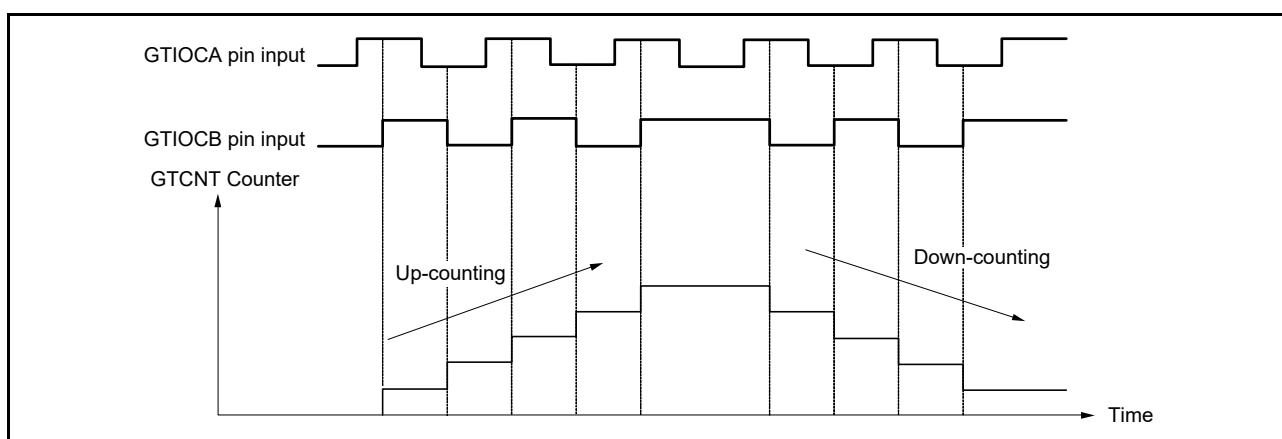 GTIOCA pin input
GTIOCB pin input
GTCNT Counter
Up-counting
Down-counting
Time